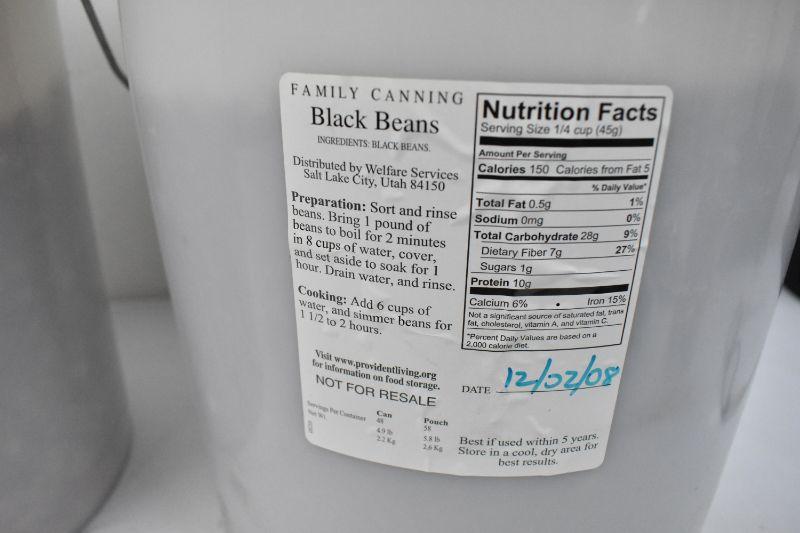 FAMILY CANNING
Black Beans
INGREDIENTS: BLACK BEANS.
Distributed by Welfare Services
Salt Lake City, Utah 84150
Preparation: Sort and rinse
beans. Bring 1 pound of
beans to boil for 2 minutes
in 8 cups of water, cover,
and set aside to soak for 1
hour. Drain water, and rinse.
Cooking: Add 6 cups of
water, and simmer beans for
1 1/2 to 2 hours.
Visit www.providentliving.org
for information on food storage.
NOT FOR RESALE
Can Pouch
Servings Per Container 48 58
Net Wt. 4.9 lb 5.8 lb
2.2 Kg 2.6 Kg
Nutrition Facts
Serving Size 1/4 cup (45g)
Amount Per Serving
Calories 150 Calories from Fat 5
% Daily Value*
Total Fat 0.5g 1%
Sodium 0mg 0%
Total Carbohydrate 28g 9%
Dietary Fiber 7g 27%
Sugars 1g
Protein 10g
Calcium 6% • Iron 15%
Not a significant source of saturated fat, trans
fat, cholesterol, vitamin A, and vitamin C.
*Percent Daily Values are based on a
2,000 calorie diet.
DATE 12/02/08
Best if used within 5 years.
Store in a cool, dry area for
best results.